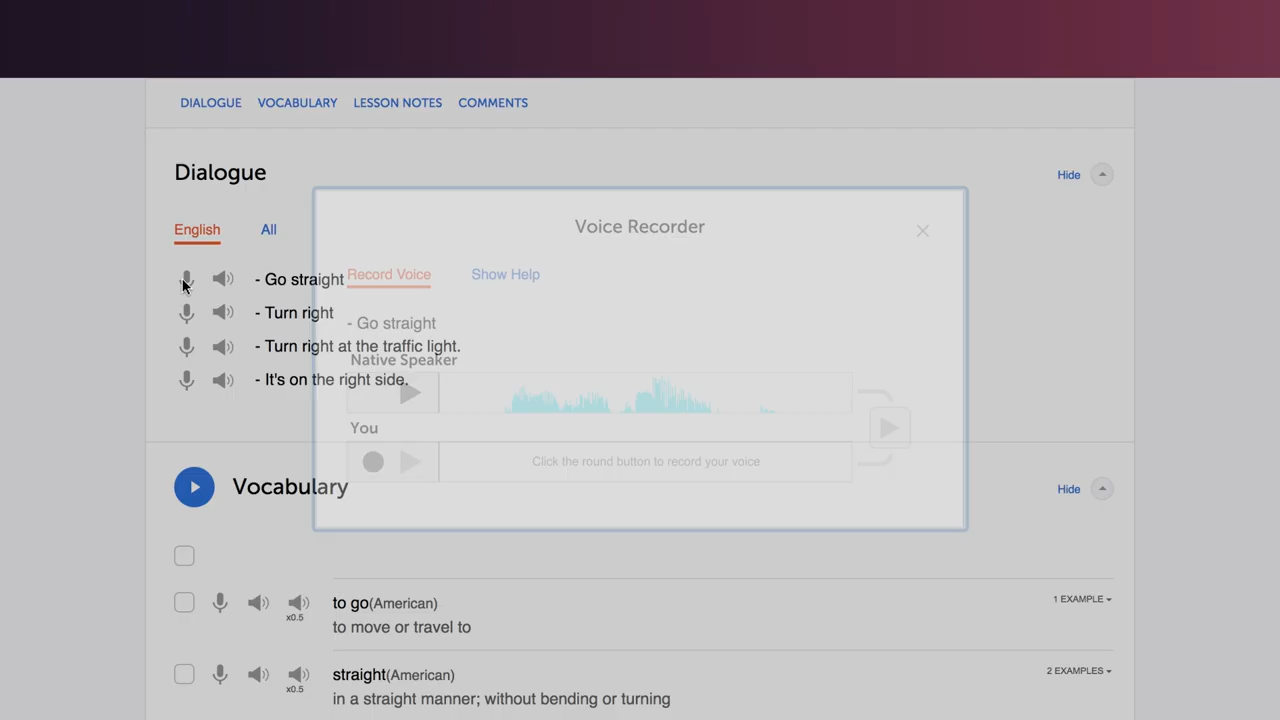 DIALOGUE VOCABULARY LESSON NOTES COMMENTS
Dialogue
Hide
English All
- Go straight
- Turn right
- Turn right at the traffic light.
- It's on the right side.
Voice Recorder
Record Voice Show Help
- Go straight
Native Speaker
You
Click the round button to record your voice
Vocabulary
Hide
to go(American)
1 EXAMPLE
x0.5
to move or travel to
straight(American)
2 EXAMPLES
x0.5
in a straight manner; without bending or turning